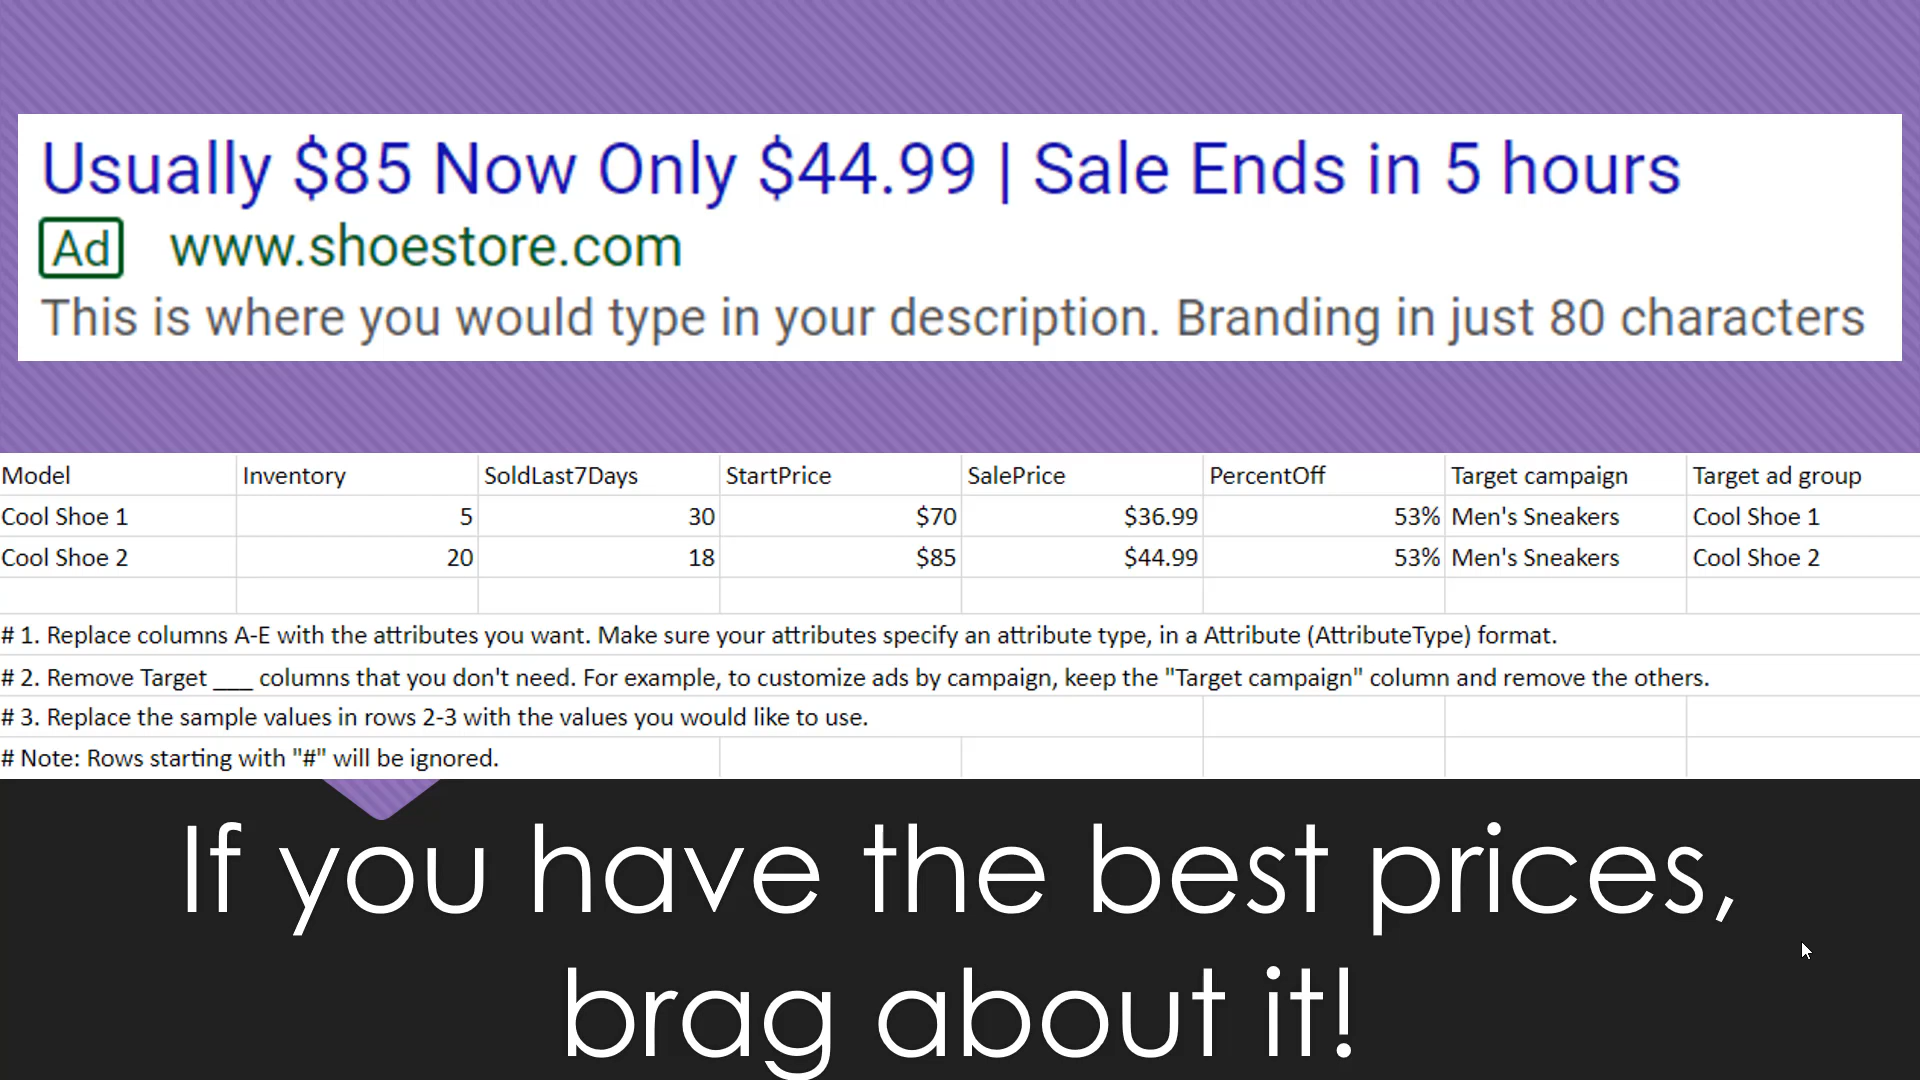 Usually $85 Now Only $44.99 | Sale Ends in 5 hours
Ad www.shoestore.com
This is where you would type in your description. Branding in just 80 characters
Model Inventory SoldLast7Days StartPrice SalePrice PercentOff Target campaign Target ad group
Cool Shoe 1 5 30 $70 $36.99 53% Men's Sneakers Cool Shoe 1
Cool Shoe 2 20 18 $85 $44.99 53% Men's Sneakers Cool Shoe 2
# 1. Replace columns A-E with the attributes you want. Make sure your attributes specify an attribute type, in a Attribute (AttributeType) format.
# 2. Remove Target ___ columns that you don't need. For example, to customize ads by campaign, keep the "Target campaign" column and remove the others.
# 3. Replace the sample values in rows 2-3 with the values you would like to use.
# Note: Rows starting with "#" will be ignored.
If you have the best prices,
brag about it!